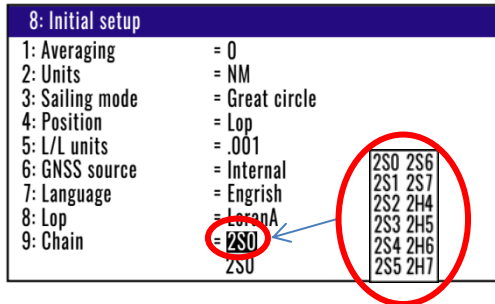 8: Initial setup
1: Averaging = 0
2: Units = NM
3: Sailing mode = Great circle
4: Position = Lop
5: L/L units = .001
6: GNSS source = Internal
7: Language = Engrish
8: Lop = LoranA
9: Chain = 2S0
2S0
2S0 2S6
2S1 2S7
2S2 2H4
2S3 2H5
2S4 2H6
2S5 2H7